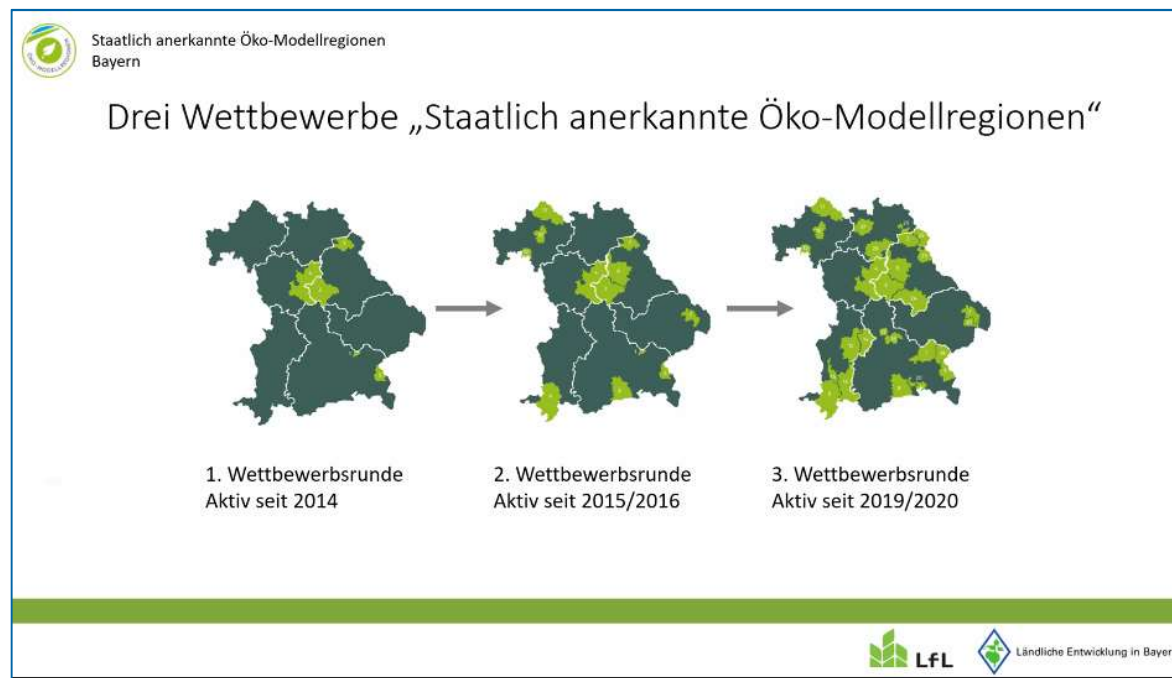 Staatlich anerkannte Öko-Modellregionen
Bayern
Drei Wettbewerbe „Staatlich anerkannte Öko-Modellregionen“
1. Wettbewerbsrunde
Aktiv seit 2014
2. Wettbewerbsrunde
Aktiv seit 2015/2016
3. Wettbewerbsrunde
Aktiv seit 2019/2020
LfL
Ländliche Entwicklung in Bayer